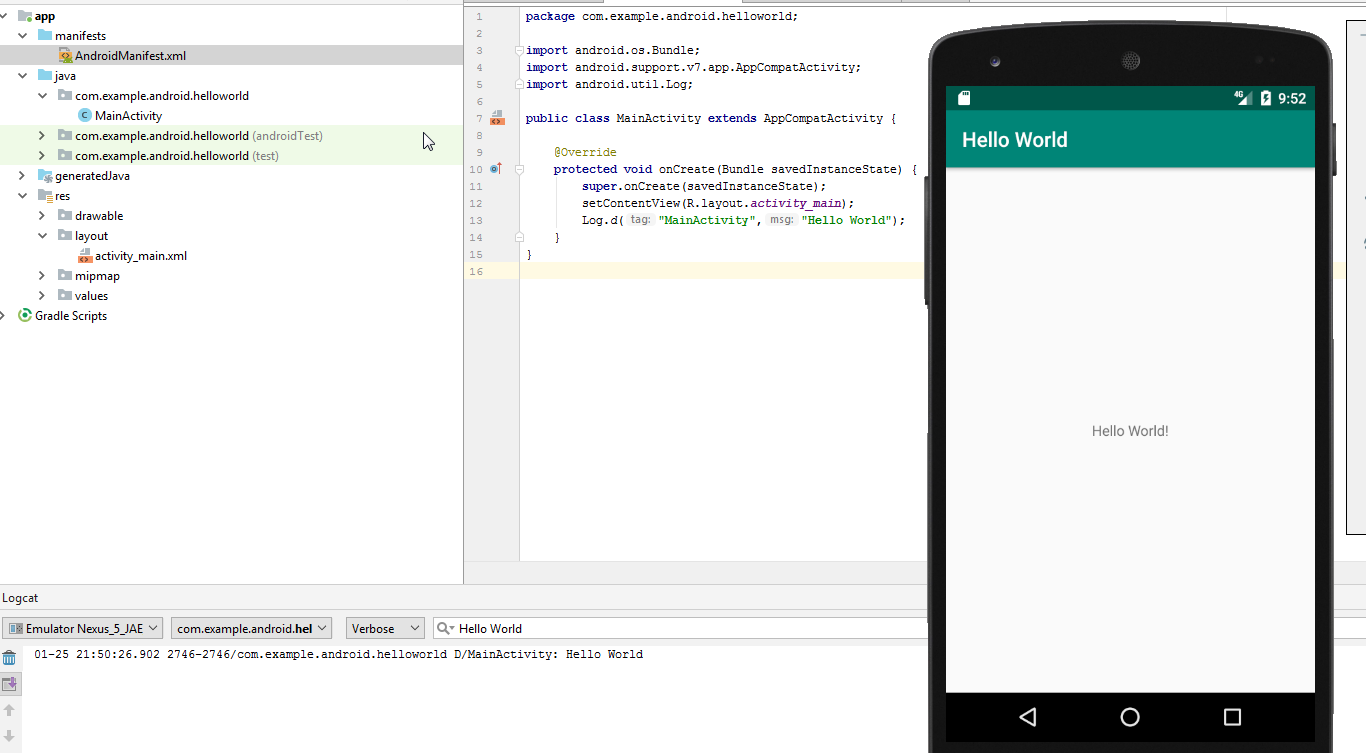 app
manifests
AndroidManifest.xml
java
com.example.android.helloworld
C MainActivity
com.example.android.helloworld (androidTest)
com.example.android.helloworld (test)
generatedJava
res
drawable
layout
activity_main.xml
mipmap
values
Gradle Scripts
1 package com.example.android.helloworld;
2
3 import android.os.Bundle;
4 import android.support.v7.app.AppCompatActivity;
5 import android.util.Log;
6
7 public class MainActivity extends AppCompatActivity {
8
9 @Override
10 protected void onCreate(Bundle savedInstanceState) {
11 super.onCreate(savedInstanceState);
12 setContentView(R.layout.activity_main);
13 Log.d( tag: "MainActivity", msg: "Hello World");
14 }
15 }
16
4G 9:52
Hello World
Hello World!
Logcat
Emulator Nexus_5_JAE com.example.android.hel Verbose Hello World
01-25 21:50:26.902 2746-2746/com.example.android.helloworld D/MainActivity: Hello World